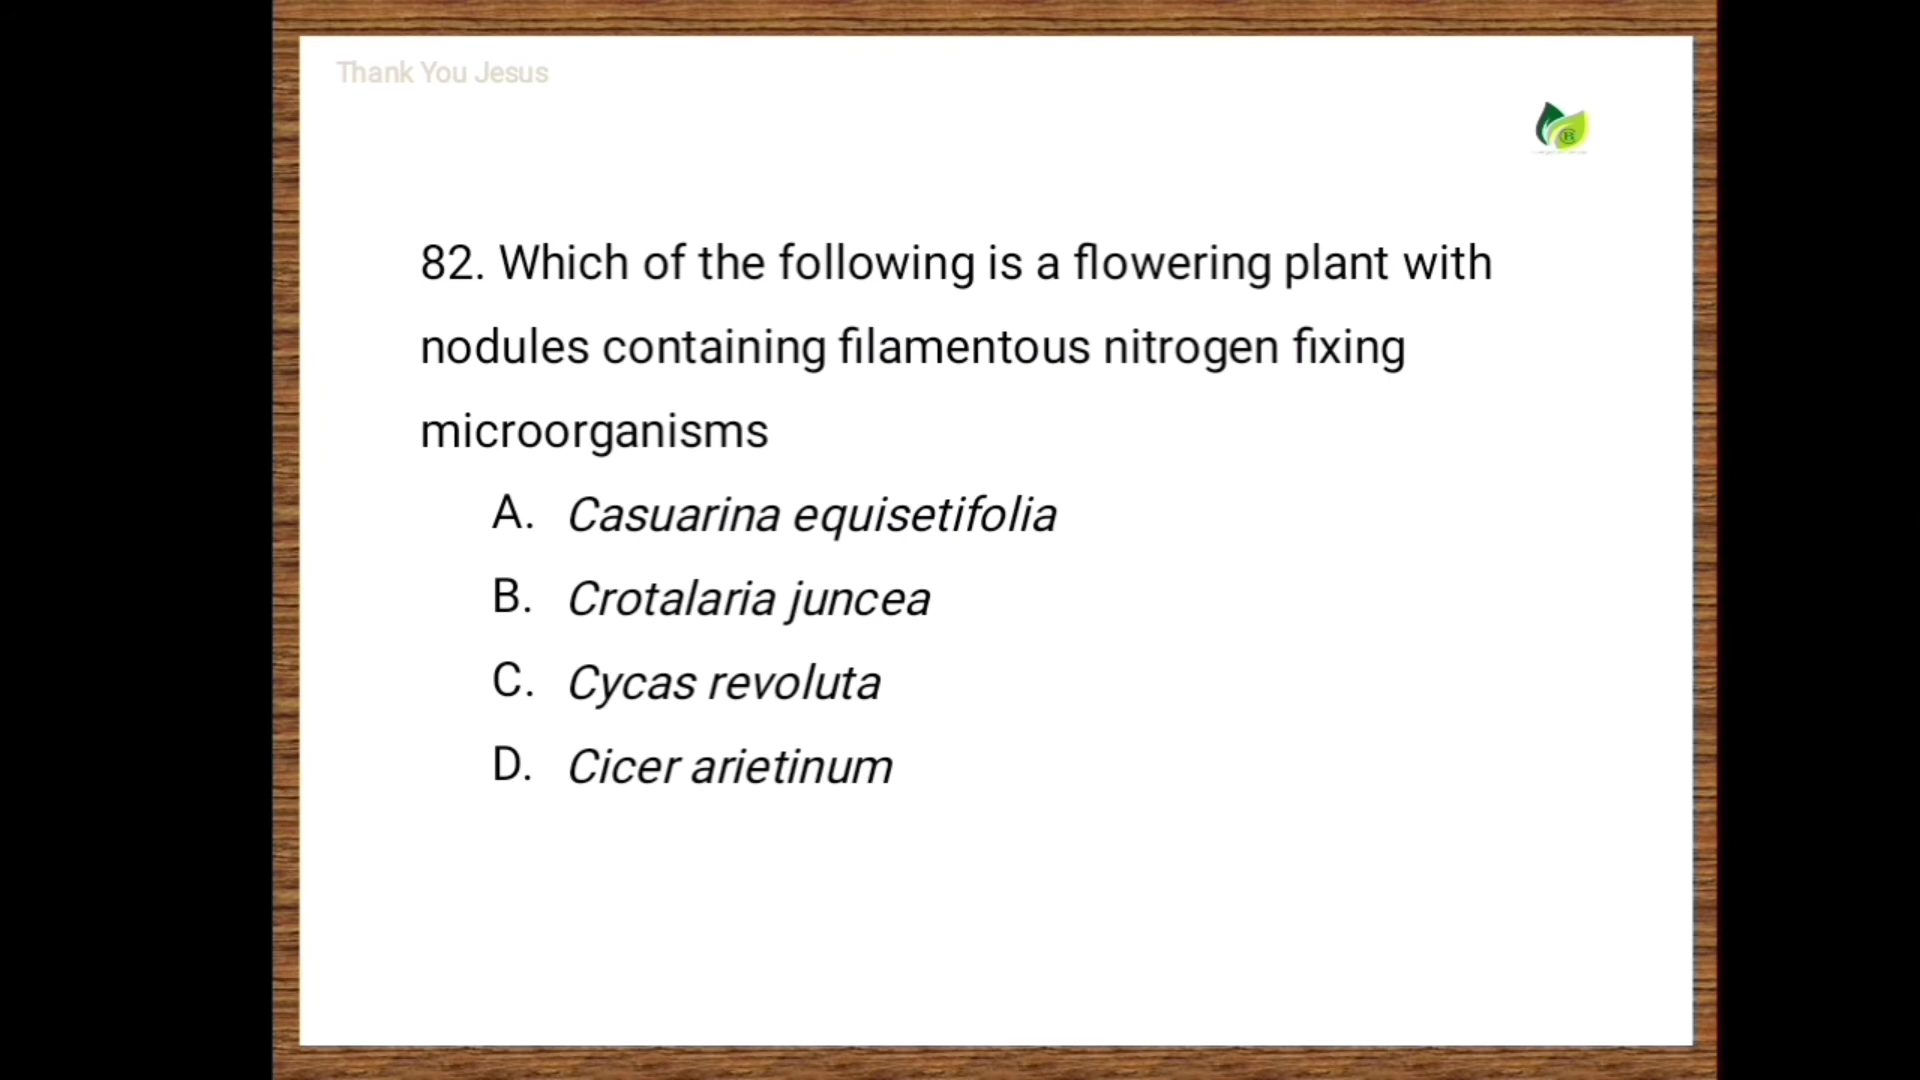 Thank You Jesus
82. Which of the following is a flowering plant with
nodules containing filamentous nitrogen fixing
microorganisms
A. Casuarina equisetifolia
B. Crotalaria juncea
C. Cycas revoluta
D. Cicer arietinum